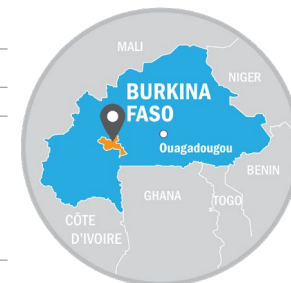 MALI
NIGER
BURKINA
FASO
Ouagadougou
BENIN
GHANA
TOGO
CÔTE
D'IVOIRE